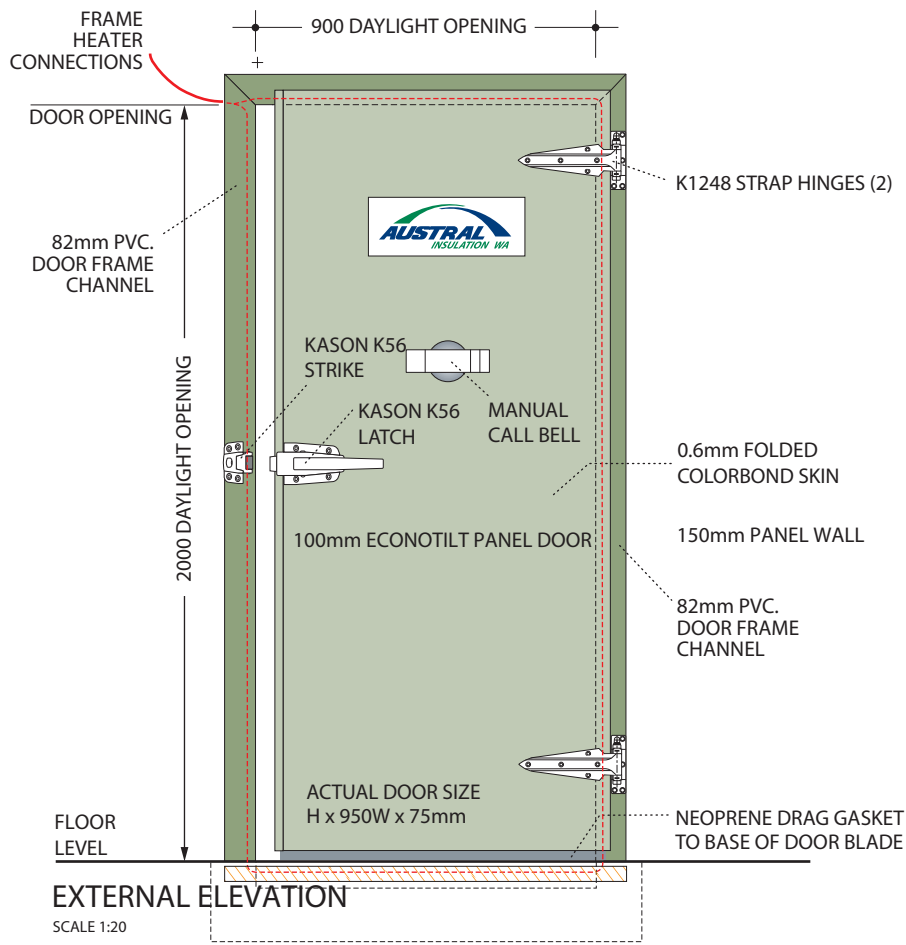 FRAME
HEATER
CONNECTIONS
900 DAYLIGHT OPENING
DOOR OPENING
K1248 STRAP HINGES (2)
82mm PVC.
DOOR FRAME
CHANNEL
AUSTRAL
INSULATION WA
2000 DAYLIGHT OPENING
KASON K56
STRIKE
KASON K56
LATCH
MANUAL
CALL BELL
0.6mm FOLDED
COLORBOND SKIN
100mm ECONOTILT PANEL DOOR
150mm PANEL WALL
82mm PVC.
DOOR FRAME
CHANNEL
ACTUAL DOOR SIZE
H x 950W x 75mm
NEOPRENE DRAG GASKET
TO BASE OF DOOR BLADE
FLOOR
LEVEL
EXTERNAL ELEVATION
SCALE 1:20